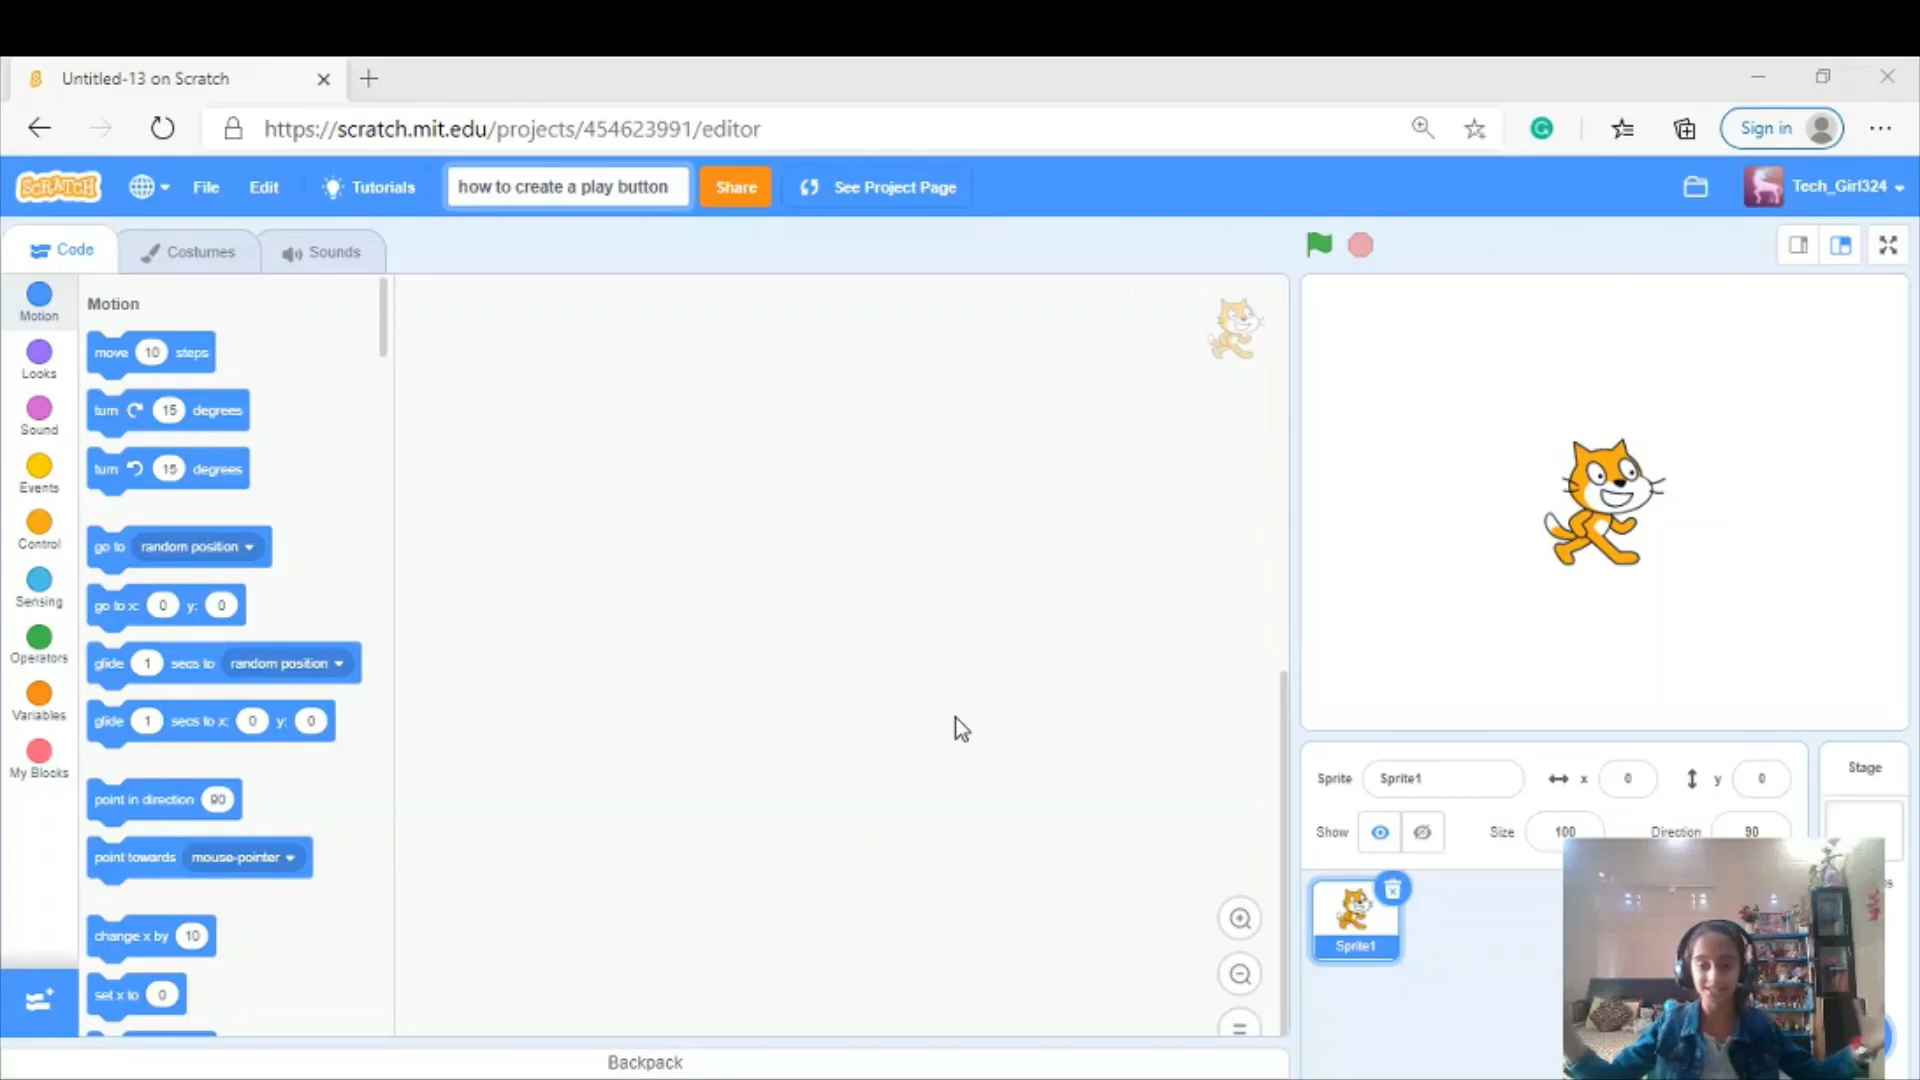 Untitled-13 on Scratch
https://scratch.mit.edu/projects/454623991/editor
Sign in
SCRATCH
File
Edit
Tutorials
how to create a play button
Share
See Project Page
Tech_Girl324
Code
Costumes
Sounds
Motion
Looks
Sound
Events
Control
Sensing
Operators
Variables
My Blocks
Motion
move 10 steps
turn 15 degrees
turn 15 degrees
go to random position
go to x: 0 y: 0
glide 1 secs to random position
glide 1 secs to x: 0 y: 0
point in direction 90
point towards mouse-pointer
change x by 10
set x to 0
Backpack
Sprite Sprite1 x 0 y 0
Show Size 100 Direction 90
Sprite1
Stage